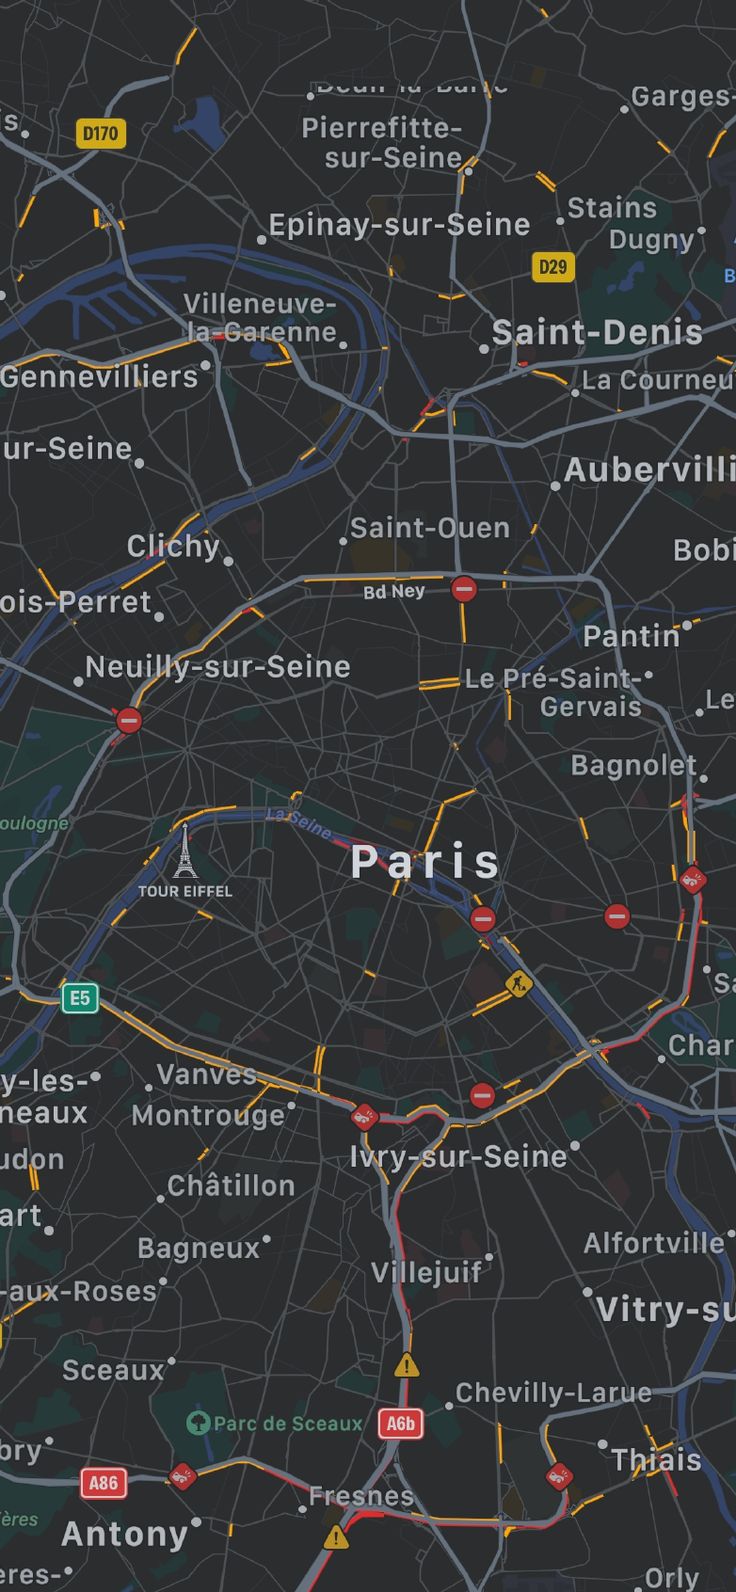 Garges-
D170
Pierrefitte-
sur-Seine
Stains
Epinay-sur-Seine
Dugny
D29
Villeneuve-
la-Garenne
Saint-Denis
Gennevilliers
La Courneu
ur-Seine
Aubervilli
Saint-Ouen
Clichy
Bobi
Bd Ney
ois-Perret
Pantin
Neuilly-sur-Seine
Le Pré-Saint-
Gervais
Le
Bagnolet
oulogne
La Seine
Paris
TOUR EIFFEL
E5
Char
Vanves
y-les-
neaux
Montrouge
Ivry-sur-Seine
udon
Châtillon
art
Alfortville
Bagneux
Villejuif
-aux-Roses
Vitry-su
Sceaux
Chevilly-Larue
Parc de Sceaux
A6b
bry
Thiais
A86
Fresnes
ères
Antony
eres-
Orly